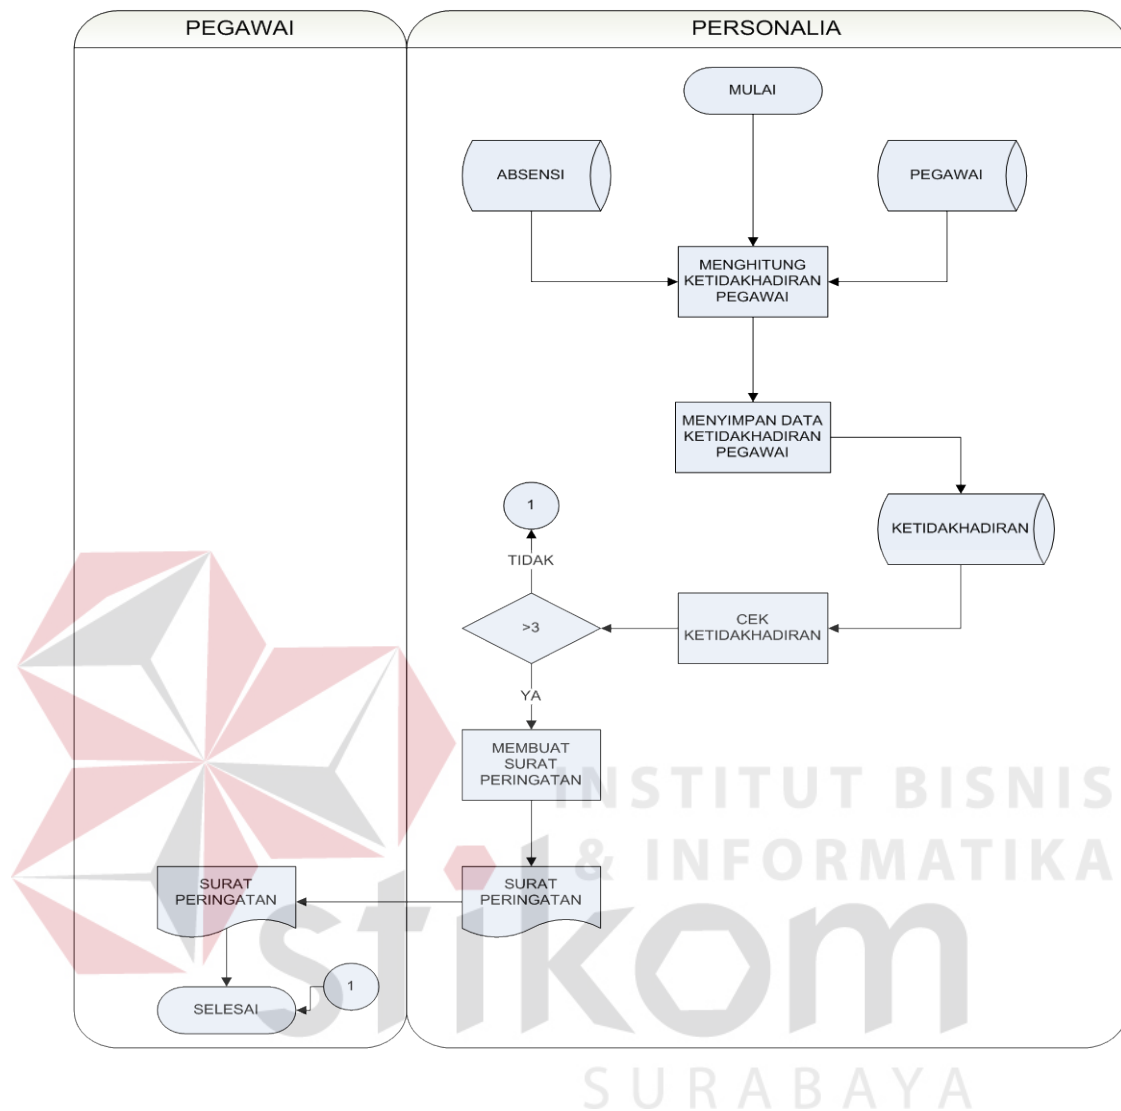 PEGAWAI
PERSONALIA
MULAI
ABSENSI
PEGAWAI
MENGHITUNG
KETIDAKHADIRAN
PEGAWAI
MENYIMPAN DATA
KETIDAKHADIRAN
PEGAWAI
1
KETIDAKHADIRAN
TIDAK
>3
CEK
KETIDAKHADIRAN
YA
MEMBUAT
SURAT
PERINGATAN
INSTITUT BISNIS
& INFORMATIKA
SURAT
PERINGATAN
SURAT
PERINGATAN
stikom
1
SELESAI
SURABAYA